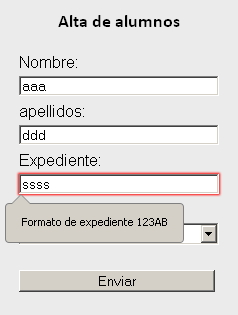 Alta de alumnos
Nombre:
aaa
apellidos:
ddd
Expediente:
ssss
Formato de expediente 123AB
Enviar